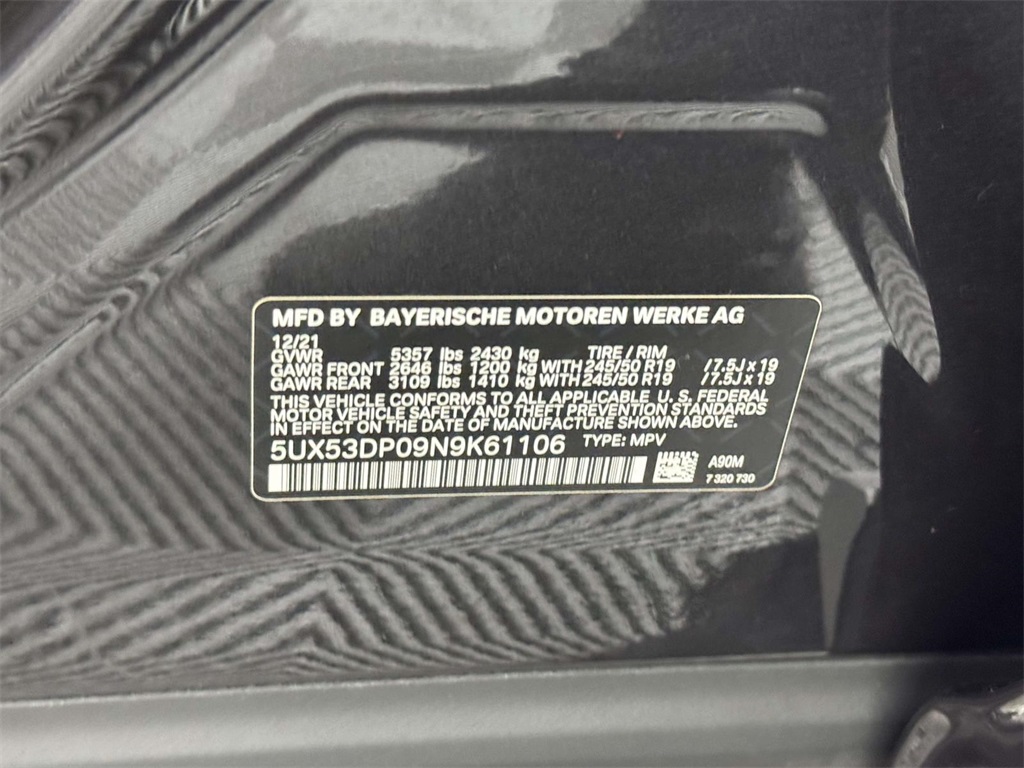 MFD BY BAYERISCHE MOTOREN WERKE AG
12/21
GVWR 5357 lbs 2430 kg TIRE / RIM
GAWR FRONT 2646 lbs 1200 kg WITH 245/50 R19 /7.5J x 19
GAWR REAR 3109 lbs 1410 kg WITH 245/50 R19 /7.5J x 19
THIS VEHICLE CONFORMS TO ALL APPLICABLE U. S. FEDERAL
MOTOR VEHICLE SAFETY AND THEFT PREVENTION STANDARDS
IN EFFECT ON THE DATE OF MANUFACTURE SHOWN ABOVE.
5UX53DP09N9K61106 TYPE: MPV
A90M
7 320 730